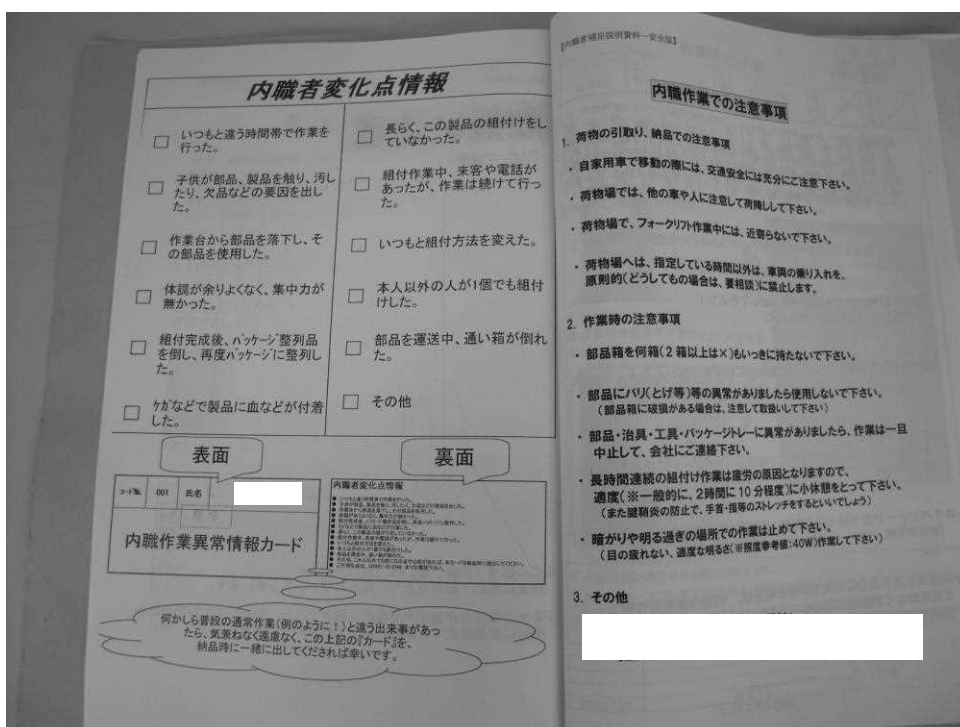 内職者変化点情報
□ いつもと違う時間帯で作業を
行った。
□ 子供が部品、製品を触り、汚し
たり、欠品などの要因を出し
た。
□ 作業台から部品を落下し、そ
の部品を使用した。
□ 体調が余りよくなく、集中力が
無かった。
□ 組付完成後、パッケージ整列品
を倒し、再度パッケージに整列し
た。
□ ケガなどで製品に血などが付着
した。
□ 長らく、この製品の組付けをし
ていなかった。
□ 組付作業中、来客や電話が
あったが、作業は続けて行っ
た。
□ いつもと組付方法を変えた。
□ 本人以外の人が1個でも組付
けした。
□ 部品を運送中、通い箱が倒れ
た。
□ その他
表面
コードNo. 001 氏名
内職作業異常情報カード
裏面
内職者変化点情報
何かしら普段の通常作業(例のように!)と違う出来事があっ
たら、気兼ねなく遠慮なく、この上記の『カード』を、
納品時に一緒に出してくだされば幸いです。
【内職者補足説明資料ー安全版】
内職作業での注意事項
1. 荷物の引取り、納品での注意事項
・自家用車で移動の際には、交通安全には充分にご注意下さい。
・荷物場では、他の車や人に注意して荷降しして下さい。
・荷物場で、フォークリフト作業中には、近寄らないで下さい。
・荷物場へは、指定している時間以外は、車両の乗り入れを、
原則的(どうしてもの場合は、要相談)に禁止します。
2. 作業時の注意事項
・部品箱を何箱(2箱以上は×)もいっきに持たないで下さい。
・部品にバリ(とげ等)等の異常がありましたら使用しないで下さい。
(部品箱に破損がある場合は、注意して取扱いして下さい)
・部品・治具・工具・パッケージトレーに異常がありましたら、作業は一旦
中止して、会社にご連絡下さい。
・長時間連続の組付け作業は疲労の原因となりますので、
適度(※一般的に、2時間に10分程度)に小休憩をとって下さい。
(また腱鞘炎の防止で、手首・指等のストレッチをするといいでしょう)
・暗がりや明る過ぎの場所での作業は止めて下さい。
(目の疲れない、適度な明るさ(※照度参考値:40W)作業して下さい)
3. その他